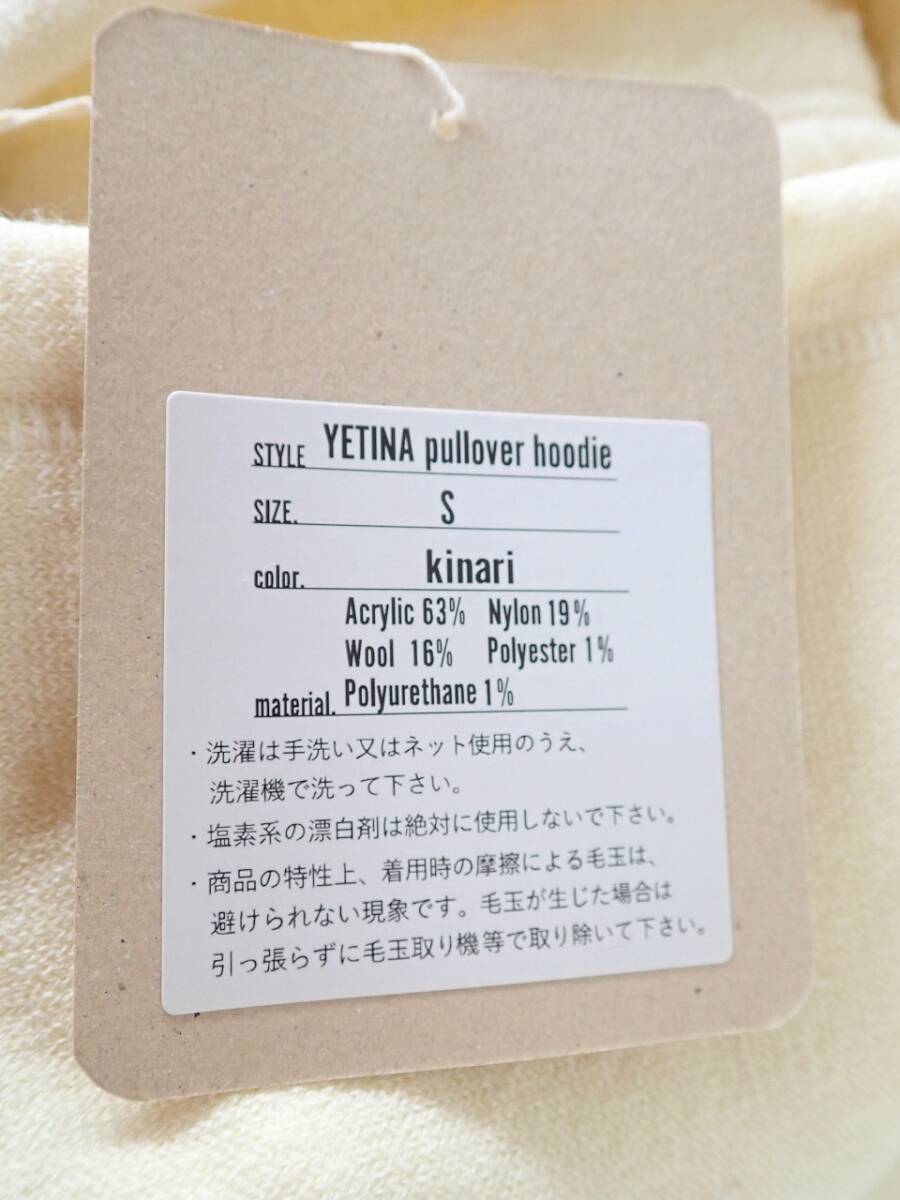 STYLE YETINA pullover hoodie
SIZE. S
color. kinari
Acrylic 63% Nylon 19%
Wool 16% Polyester 1%
material. Polyurethane 1%
・洗濯は手洗い又はネット使用のうえ、
洗濯機で洗って下さい。
・塩素系の漂白剤は絶対に使用しないで下さい。
・商品の特性上、着用時の摩擦による毛玉は、
避けられない現象です。毛玉が生じた場合は
引っ張らずに毛玉取り機等で取り除いて下さい。